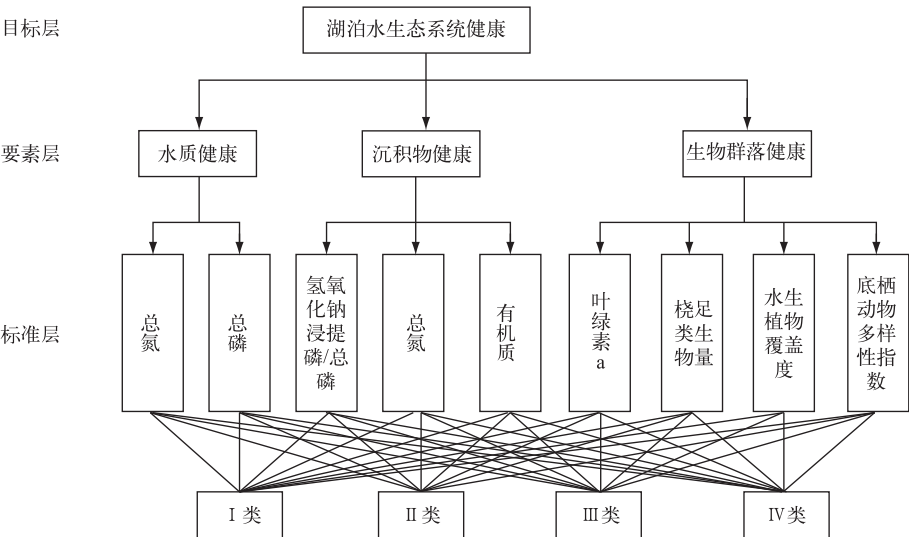 目标层
湖泊水生态系统健康
要素层
水质健康
沉积物健康
生物群落健康
标准层
总
氮
总
磷
氢氧
化钠
浸提
磷/总
磷
总
氮
有
机
质
叶
绿
素
a
桡足
类生
物量
水生
植物
覆盖
度
底栖
动物
多样
性指
数
Ⅰ类
Ⅱ类
Ⅲ类
Ⅳ类